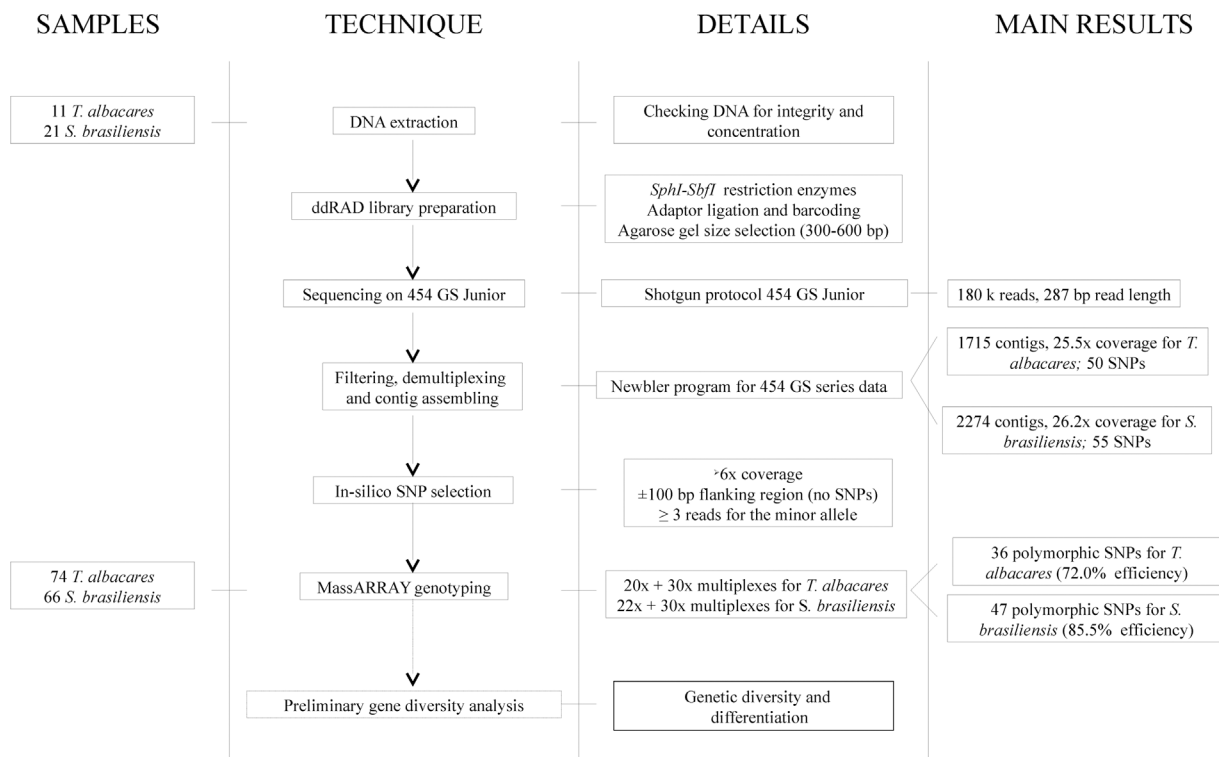 SAMPLES
TECHNIQUE
DETAILS
MAIN RESULTS
11 T. albacares
21 S. brasiliensis
DNA extraction
Checking DNA for integrity and
concentration
ddRAD library preparation
SphI-SbfI restriction enzymes
Adaptor ligation and barcoding
Agarose gel size selection (300-600 bp)
Sequencing on 454 GS Junior
Shotgun protocol 454 GS Junior
180 k reads, 287 bp read length
Filtering, demultiplexing
and contig assembling
Newbler program for 454 GS series data
1715 contigs, 25.5x coverage for T.
albacares; 50 SNPs
2274 contigs, 26.2x coverage for S.
brasiliensis; 55 SNPs
In-silico SNP selection
>6x coverage
±100 bp flanking region (no SNPs)
≥ 3 reads for the minor allele
74 T. albacares
66 S. brasiliensis
MassARRAY genotyping
20x + 30x multiplexes for T. albacares
22x + 30x multiplexes for S. brasiliensis
36 polymorphic SNPs for T.
albacares (72.0% efficiency)
47 polymorphic SNPs for S.
brasiliensis (85.5% efficiency)
Preliminary gene diversity analysis
Genetic diversity and
differentiation